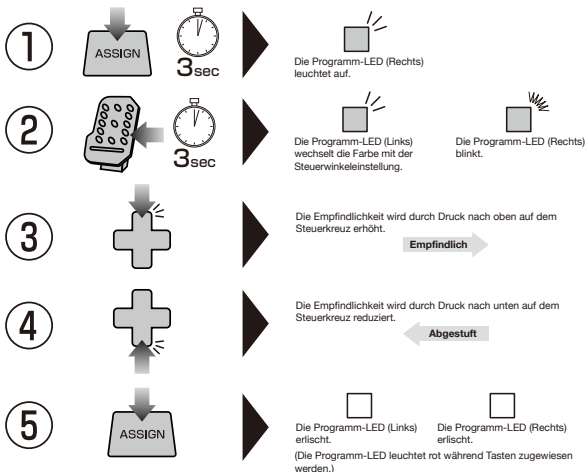 1
ASSIGN
3sec
Die Programm-LED (Rechts)
leuchtet auf.
2
3sec
Die Programm-LED (Links)
wechselt die Farbe mit der
Steuerwinkeleinstellung.
Die Programm-LED (Rechts)
blinkt.
3
Die Empfindlichkeit wird durch Druck nach oben auf dem
Steuerkreuz erhöht.
Empfindlich
4
Die Empfindlichkeit wird durch Druck nach unten auf dem
Steuerkreuz reduziert.
Abgestuft
5
ASSIGN
Die Programm-LED (Links)
erlischt.
Die Programm-LED (Rechts)
erlischt.
(Die Programm-LED leuchtet rot während Tasten zugewiesen
werden.)